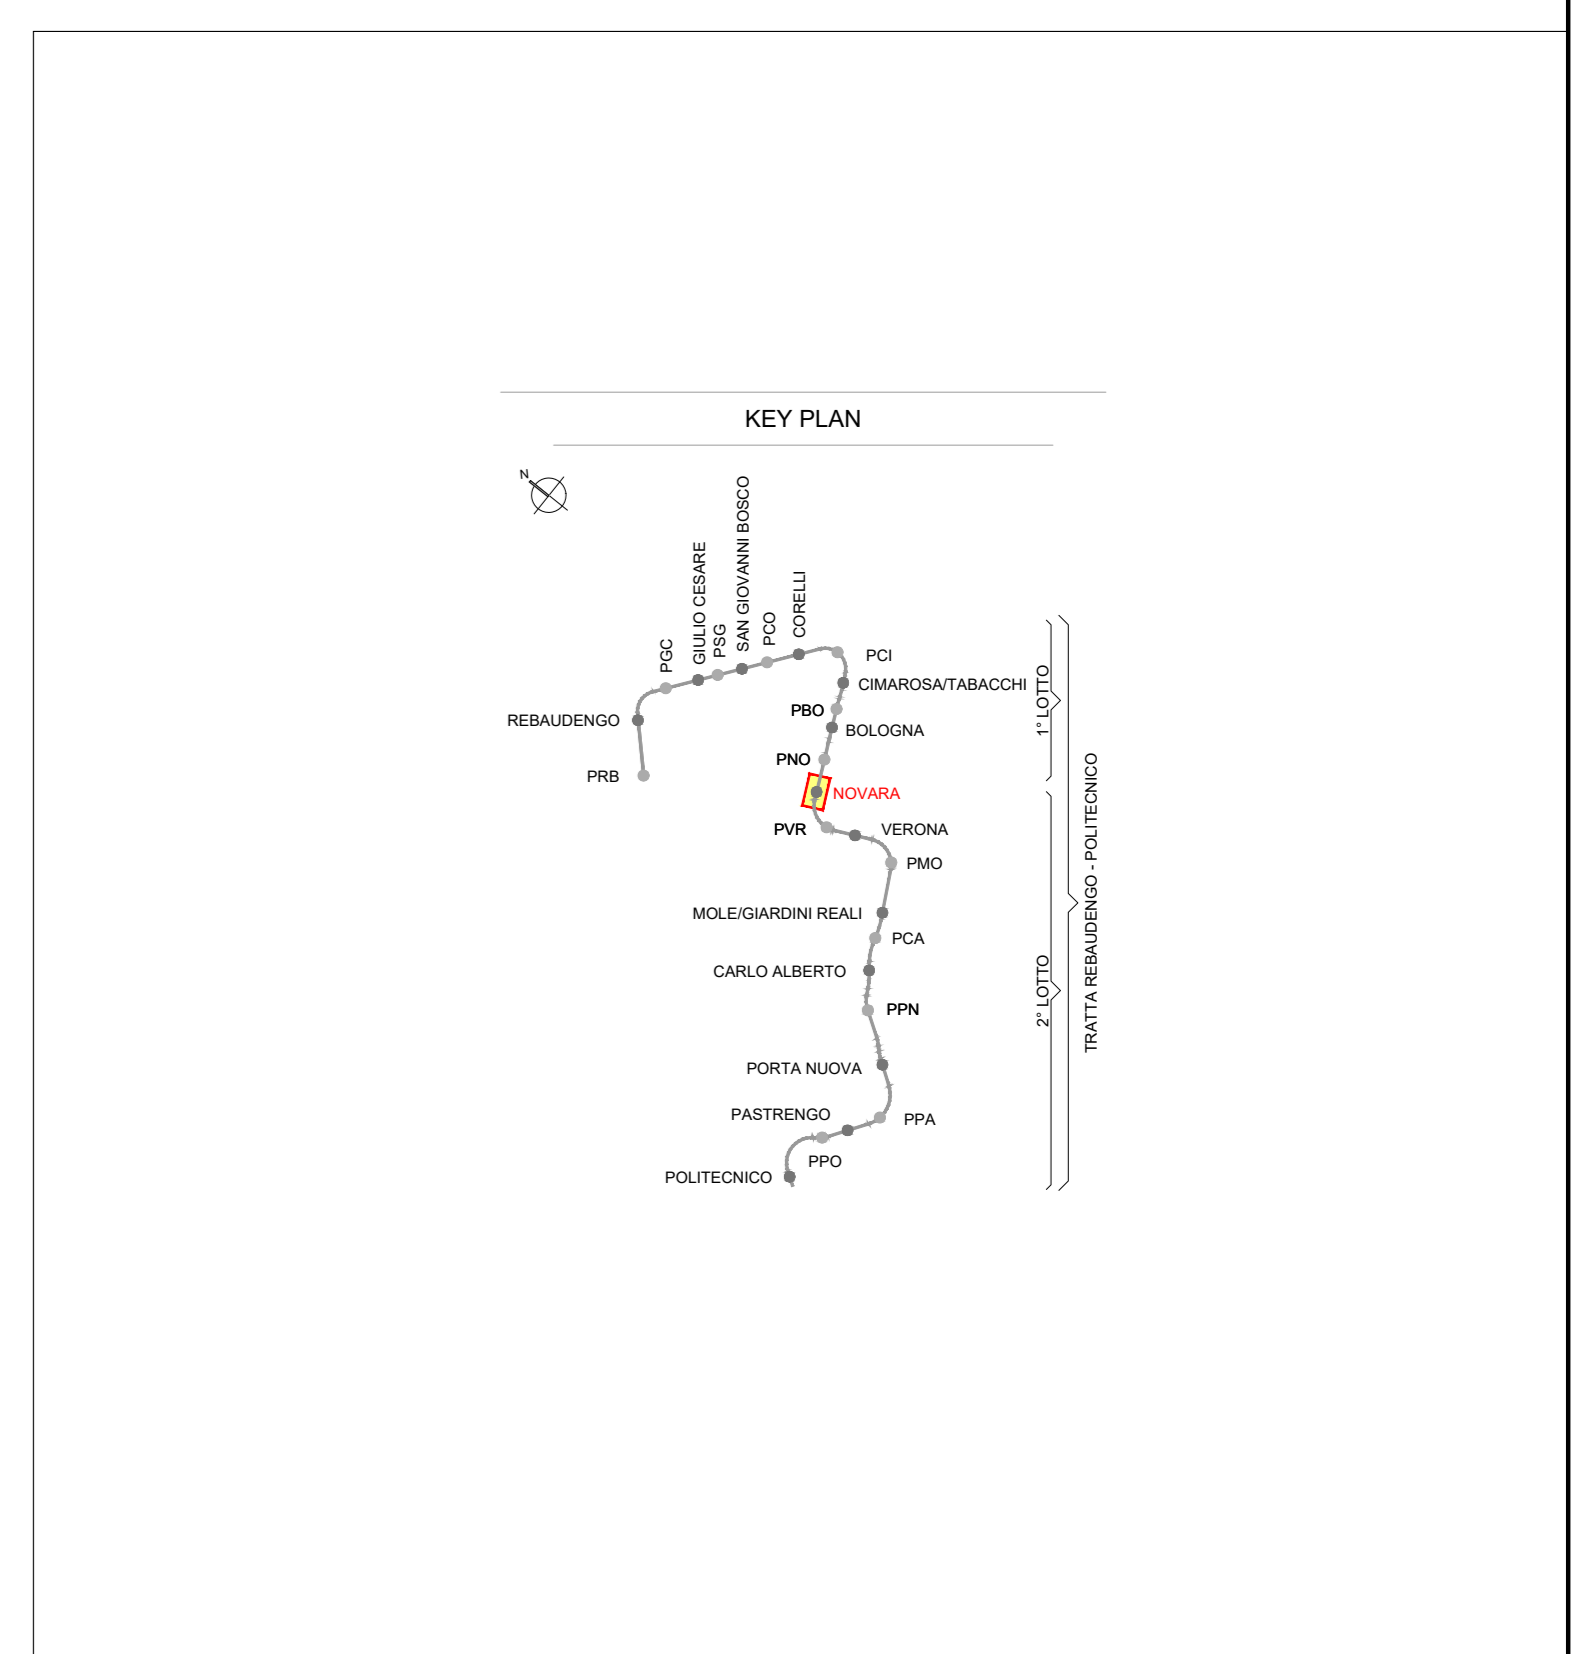 KEY PLAN
N
SAN GIOVANNI BOSCO
GIULIO CESARE
CORELLI
PCO
PSG
PGC
PCI
CIMAROSA/TABACCHI
PBO
REBAUDENGO
BOLOGNA
PNO
PRB
NOVARA
PVR
VERONA
PMO
MOLE/GIARDINI REALI
PCA
CARLO ALBERTO
PPN
PORTA NUOVA
PASTRENGO
PPA
PPO
POLITECNICO
1° LOTTO
2° LOTTO
TRATTA REBAUDENGO - POLITECNICO